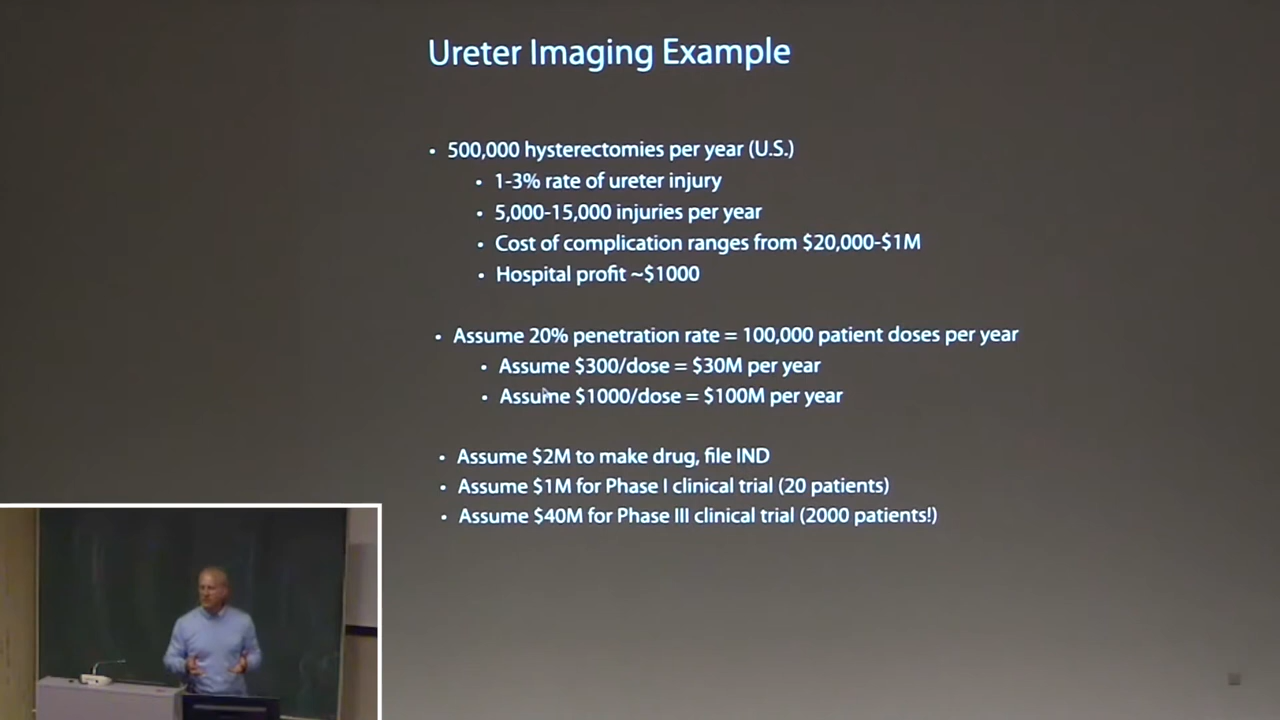 Ureter Imaging Example
• 500,000 hysterectomies per year (U.S.)
• 1-3% rate of ureter injury
• 5,000-15,000 injuries per year
• Cost of complication ranges from $20,000-$1M
• Hospital profit ~$1000
• Assume 20% penetration rate = 100,000 patient doses per year
• Assume $300/dose = $30M per year
• Assume $1000/dose = $100M per year
• Assume $2M to make drug, file IND
• Assume $1M for Phase I clinical trial (20 patients)
• Assume $40M for Phase III clinical trial (2000 patients!)